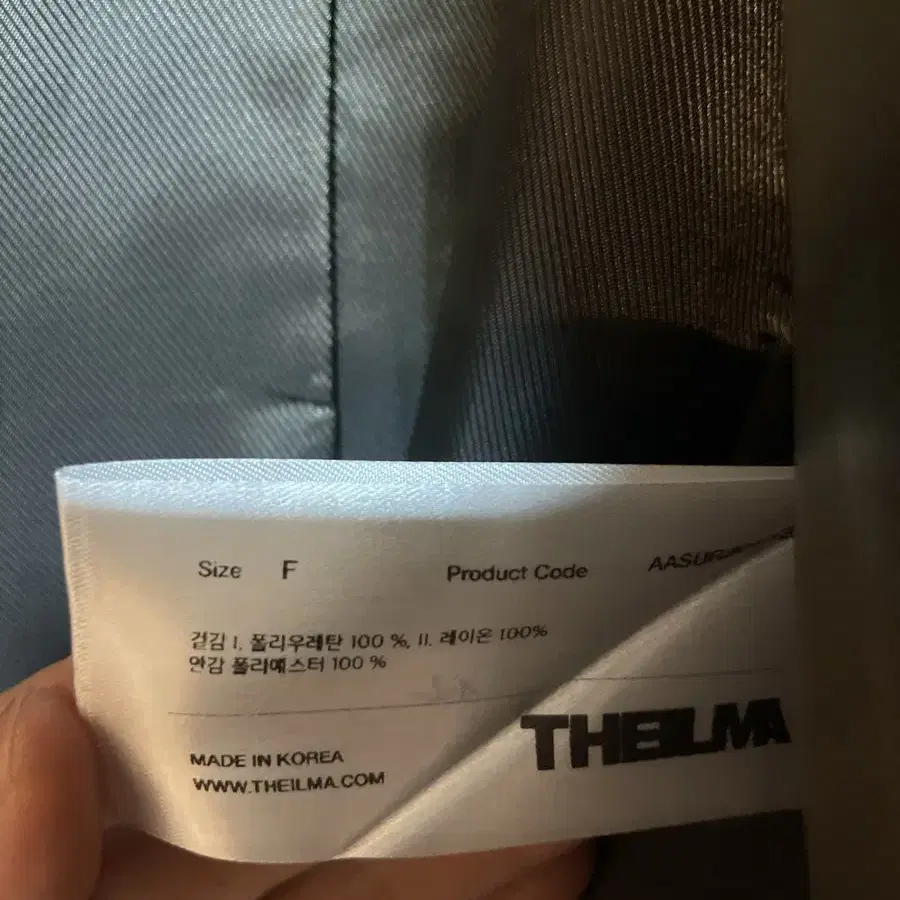 Size F Product Code
겉감 I. 폴리우레탄 100 %, II. 레이온 100%
안감 폴리에스터 100 %
THEILMA
MADE IN KOREA
WWW.THEILMA.COM